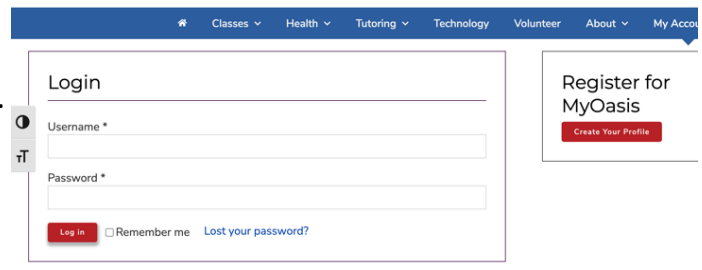 Classes Health Tutoring Technology Volunteer About My Accou
Login
Username *
Password *
Log in Remember me Lost your password?
Register for
MyOasis
Create Your Profile
TT